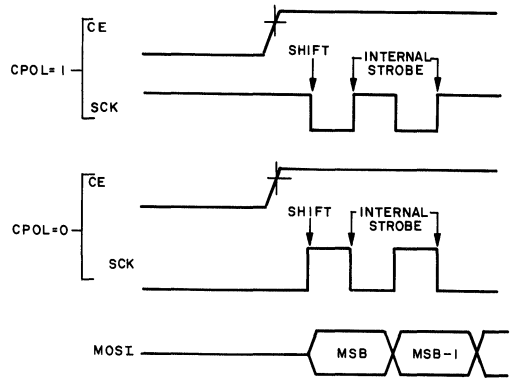 CE
CPOL=1
SHIFT
INTERNAL
STROBE
SCK
CE
CPOL=0
SHIFT
INTERNAL
STROBE
SCK
MOSI
MSB
MSB-1